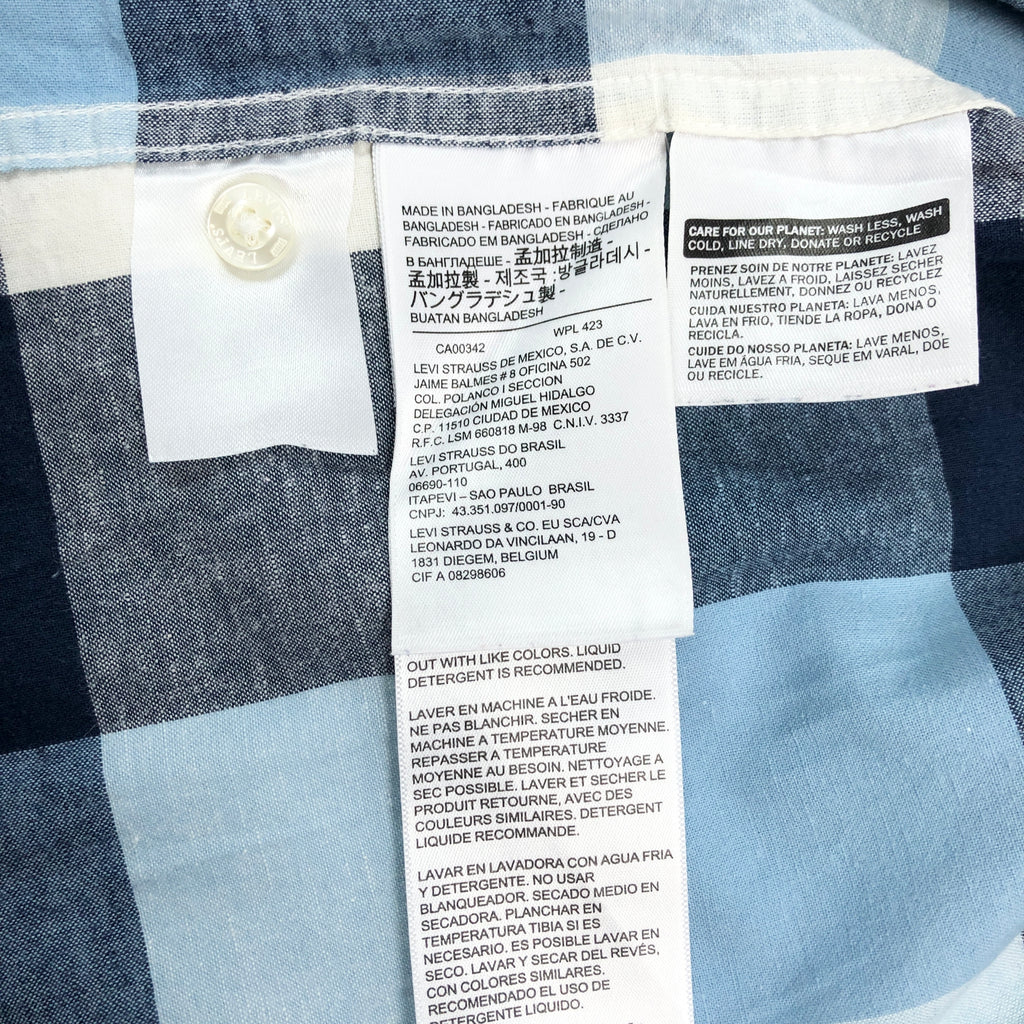 LEVI'S
MADE IN BANGLADESH - FABRIQUE AU
BANGLADESH - FABRICADO EN BANGLADESH -
FABRICADO EM BANGLADESH - СДЕЛАНО
В БАНГЛАДЕШЕ - 孟加拉制造 -
孟加拉製 - 제조국 :방글라데시 -
バングラデシュ製 -
BUATAN BANGLADESH
WPL 423
CA00342
LEVI STRAUSS DE MEXICO, S.A. DE C.V.
JAIME BALMES # 8 OFICINA 502
COL. POLANCO I SECCION
DELEGACIÓN MIGUEL HIDALGO
C.P. 11510 CIUDAD DE MEXICO
R.F.C. LSM 660818 M-98 C.N.I.V. 3337
LEVI STRAUSS DO BRASIL
AV. PORTUGAL, 400
06690-110
ITAPEVI – SAO PAULO BRASIL
CNPJ: 43.351.097/0001-90
LEVI STRAUSS & CO. EU SCA/CVA
LEONARDO DA VINCILAAN, 19 - D
1831 DIEGEM, BELGIUM
CIF A 08298606
OUT WITH LIKE COLORS. LIQUID
DETERGENT IS RECOMMENDED.
LAVER EN MACHINE A L'EAU FROIDE.
NE PAS BLANCHIR. SECHER EN
MACHINE A TEMPERATURE MOYENNE.
REPASSER A TEMPERATURE
MOYENNE AU BESOIN. NETTOYAGE A
SEC POSSIBLE. LAVER ET SECHER LE
PRODUIT RETOURNE, AVEC DES
COULEURS SIMILAIRES. DETERGENT
LIQUIDE RECOMMANDE.
LAVAR EN LAVADORA CON AGUA FRIA
Y DETERGENTE. NO USAR
BLANQUEADOR. SECADO MEDIO EN
SECADORA. PLANCHAR EN
TEMPERATURA TIBIA SI ES
NECESARIO. ES POSIBLE LAVAR EN
SECO. LAVAR Y SECAR DEL REVÉS,
CON COLORES SIMILARES.
RECOMENDADO EL USO DE
DETERGENTE LIQUIDO.
CARE FOR OUR PLANET: WASH LESS, WASH
COLD, LINE DRY, DONATE OR RECYCLE
PRENEZ SOIN DE NOTRE PLANETE: LAVEZ
MOINS, LAVEZ A FROID, LAISSEZ SECHER
NATURELLEMENT, DONNEZ OU RECYCLEZ
CUIDA NUESTRO PLANETA: LAVA MENOS,
LAVA EN FRIO, TIENDE LA ROPA, DONA O
RECICLA.
CUIDE DO NOSSO PLANETA: LAVE MENOS,
LAVE EM ÁGUA FRIA, SEQUE EM VARAL, DOE
OU RECICLE.